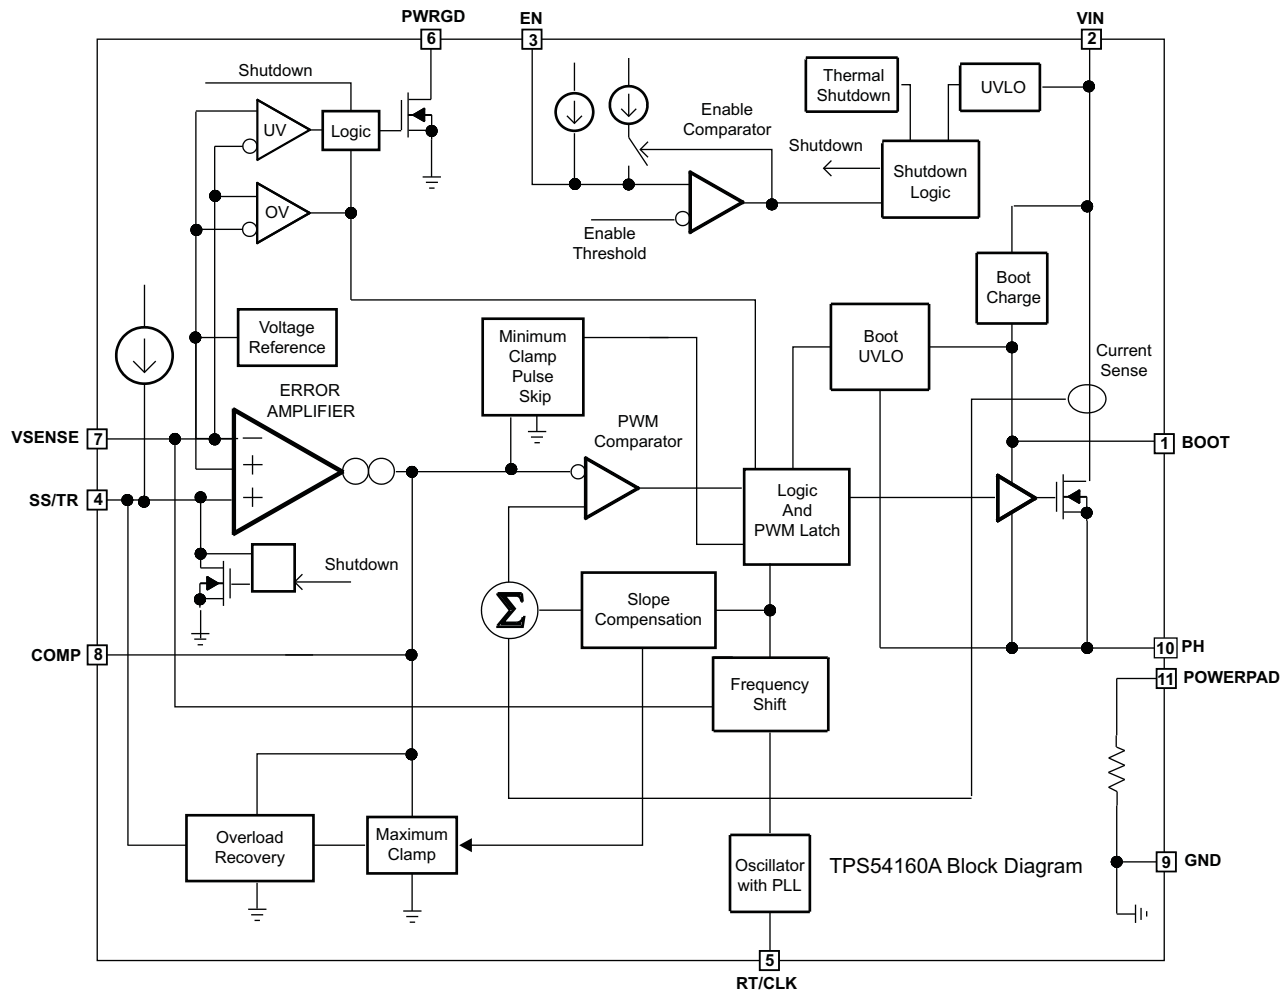 PWRGD
EN
VIN
6
3
2
Shutdown
Thermal
Shutdown
UVLO
UV
Logic
Enable
Comparator
Shutdown
Shutdown
Logic
OV
Enable
Threshold
Boot
Charge
Voltage
Reference
Minimum
Clamp
Pulse
Skip
Boot
UVLO
Current
Sense
ERROR
AMPLIFIER
PWM
Comparator
VSENSE
7
−
1
BOOT
+
SS/TR
4
+
Logic
And
PWM Latch
Shutdown
Σ
Slope
Compensation
COMP
8
10
PH
11
POWERPAD
Frequency
Shift
Overload
Recovery
Maximum
Clamp
Oscillator
with PLL
TPS54160A Block Diagram
9
GND
5
RT/CLK